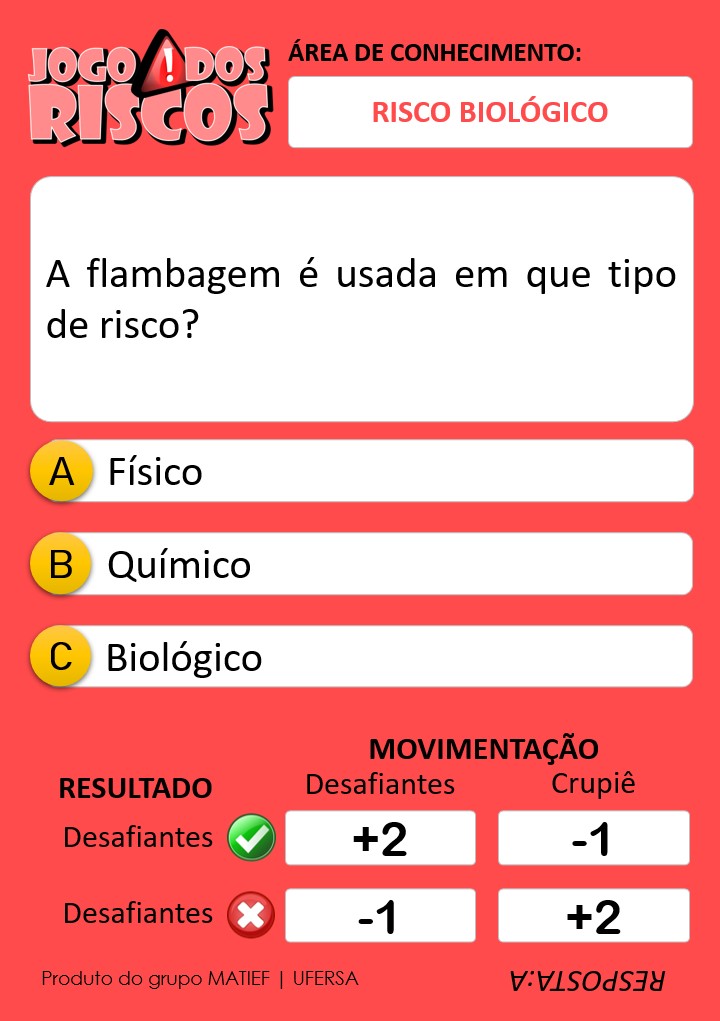 JOGO DOS
RISCOS
ÁREA DE CONHECIMENTO:
RISCO BIOLÓGICO
A flambagem é usada em que tipo
de risco?
A Físico
B Químico
C Biológico
MOVIMENTAÇÃO
RESULTADO Desafiantes Crupiê
Desafiantes +2 -1
Desafiantes -1 +2
Produto do grupo MATIEF | UFERSA RESPOSTA:A